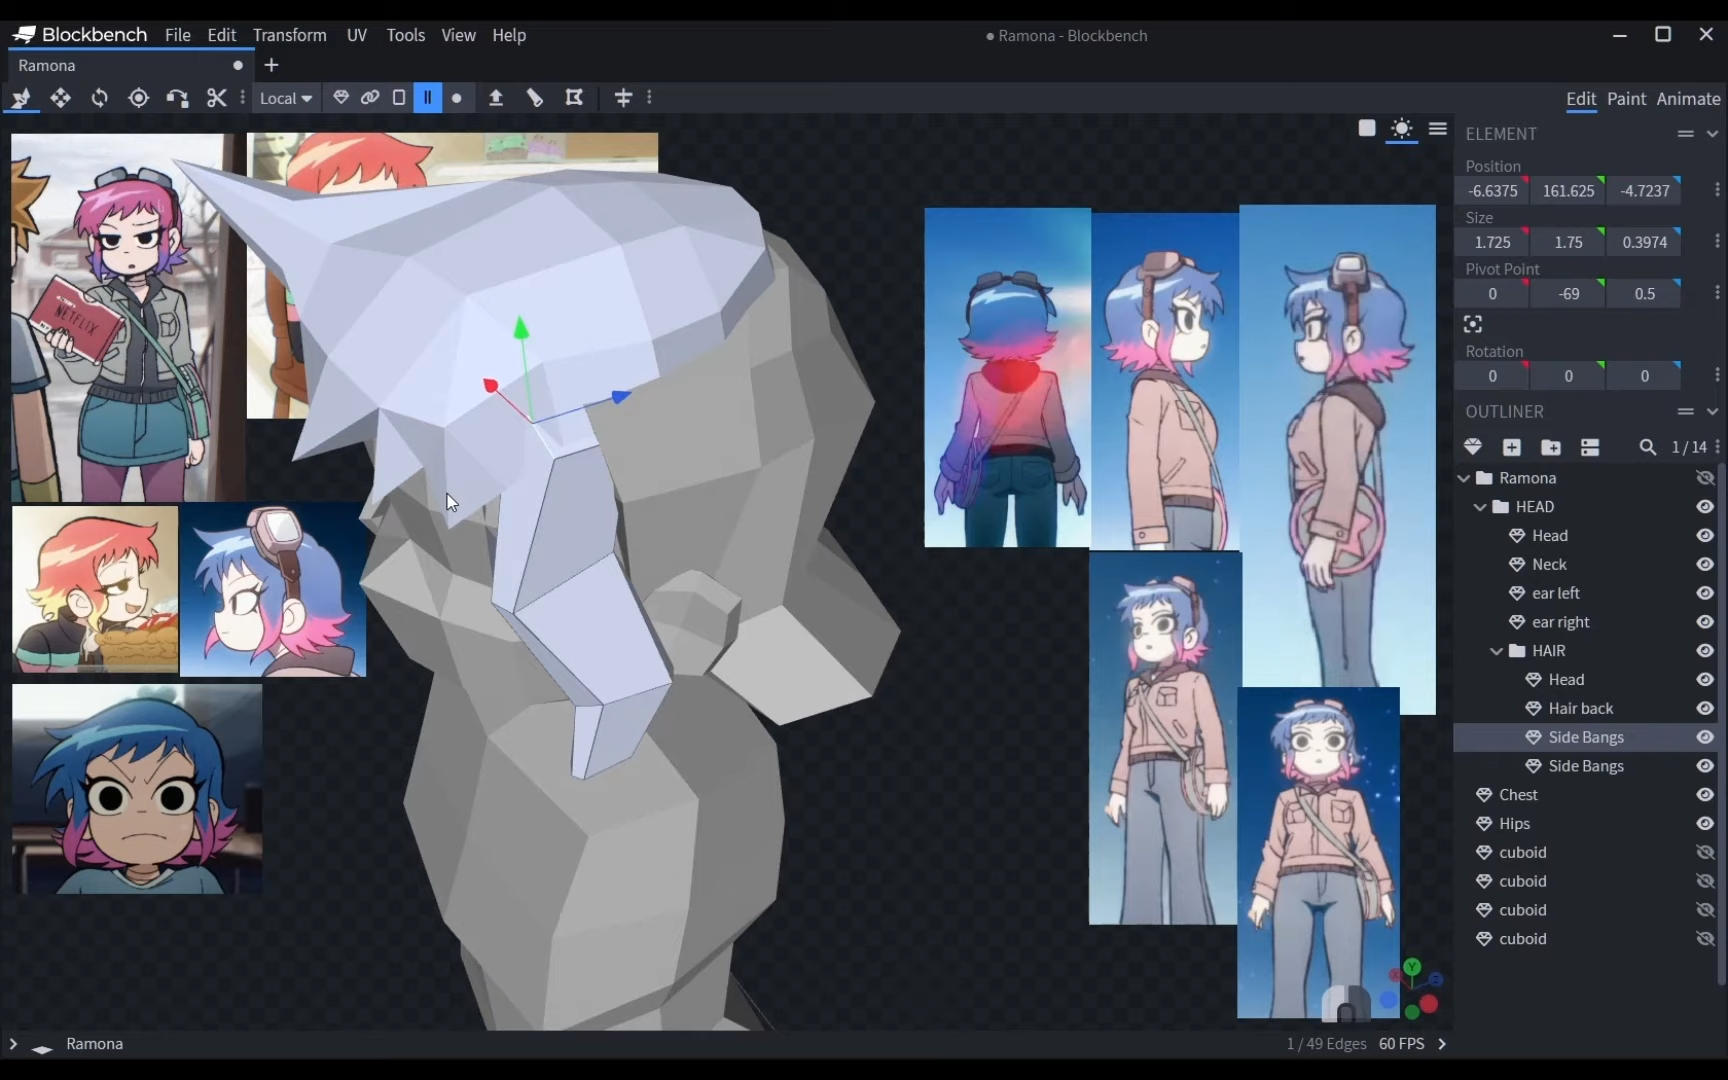 Blockbench File Edit Transform UV Tools View Help
● Ramona - Blockbench
Ramona
Local
Edit Paint Animate
ELEMENT
Position
-6.6375 161.625 -4.7237
Size
1.725 1.75 0.3974
Pivot Point
0 -69 0.5
Rotation
0 0 0
OUTLINER
1 / 14
Ramona
HEAD
Head
Neck
ear left
ear right
HAIR
Head
Hair back
Side Bangs
Side Bangs
Chest
Hips
cuboid
cuboid
cuboid
cuboid
NETFLIX
Y
Ramona
1 / 49 Edges 60 FPS